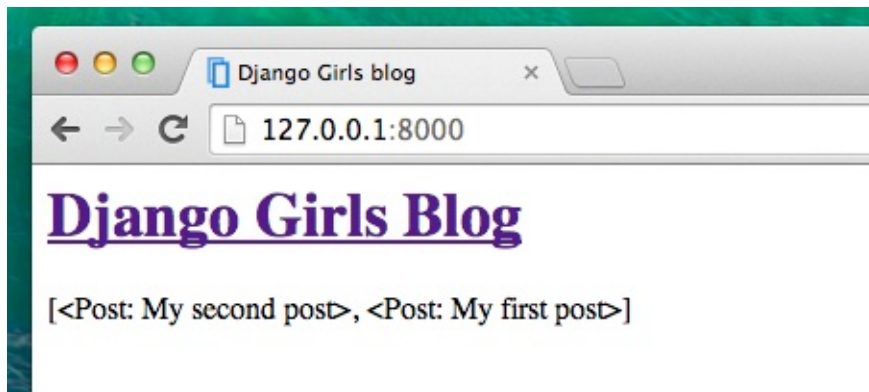 Django Girls blog
127.0.0.1:8000
Django Girls Blog
[<Post: My second post>, <Post: My first post>]